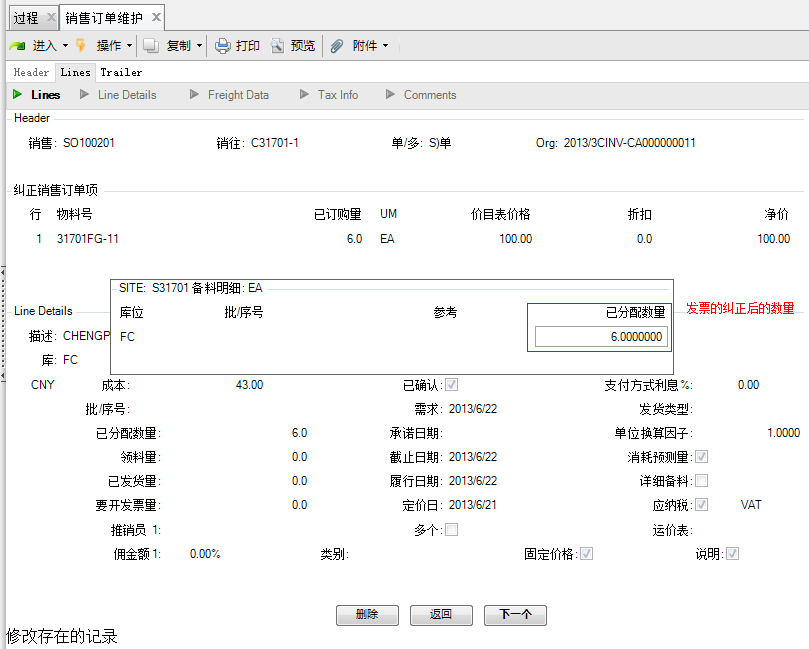 过程 销售订单维护
进入 操作 复制 打印 预览 附件
Header Lines Trailer
Lines Line Details Freight Data Tax Info Comments
Header
销售: SO100201 销往: C31701-1 单/多: S)单 Org: 2013/3CINV-CA000000011
纠正销售订单项
行 物料号 已订购量 UM 价目表价格 折扣 净价
1 31701FG-11 6.0 EA 100.00 0.0 100.00
SITE: S31701 备料明细: EA
库位 批/序号 参考 已分配数量
FC 6.0000000
发票的纠正后的数量
Line Details
描述: CHENGP
库: FC
CNY 成本: 43.00 已确认: 支付方式利息%: 0.00
批/序号: 需求: 2013/6/22 发货类型:
已分配数量: 6.0 承诺日期: 单位换算因子: 1.0000
领料量: 0.0 截止日期: 2013/6/22 消耗预测量:
已发货量: 0.0 履行日期: 2013/6/22 详细备料:
要开发票量: 0.0 定价日: 2013/6/21 应纳税: VAT
推销员 1: 多个: 运价表:
佣金额 1: 0.00% 类别: 固定价格: 说明:
删除 返回 下一个
修改存在的记录